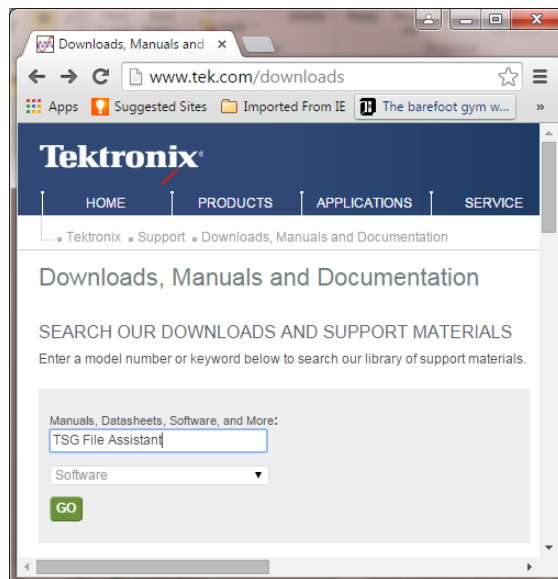 Downloads, Manuals and
www.tek.com/downloads
Apps Suggested Sites Imported From IE The barefoot gym w... »
Tektronix
HOME PRODUCTS APPLICATIONS SERVICE
Tektronix Support Downloads, Manuals and Documentation
Downloads, Manuals and Documentation
SEARCH OUR DOWNLOADS AND SUPPORT MATERIALS
Enter a model number or keyword below to search our library of support materials.
Manuals, Datasheets, Software, and More:
TSG File Assistant
Software
GO